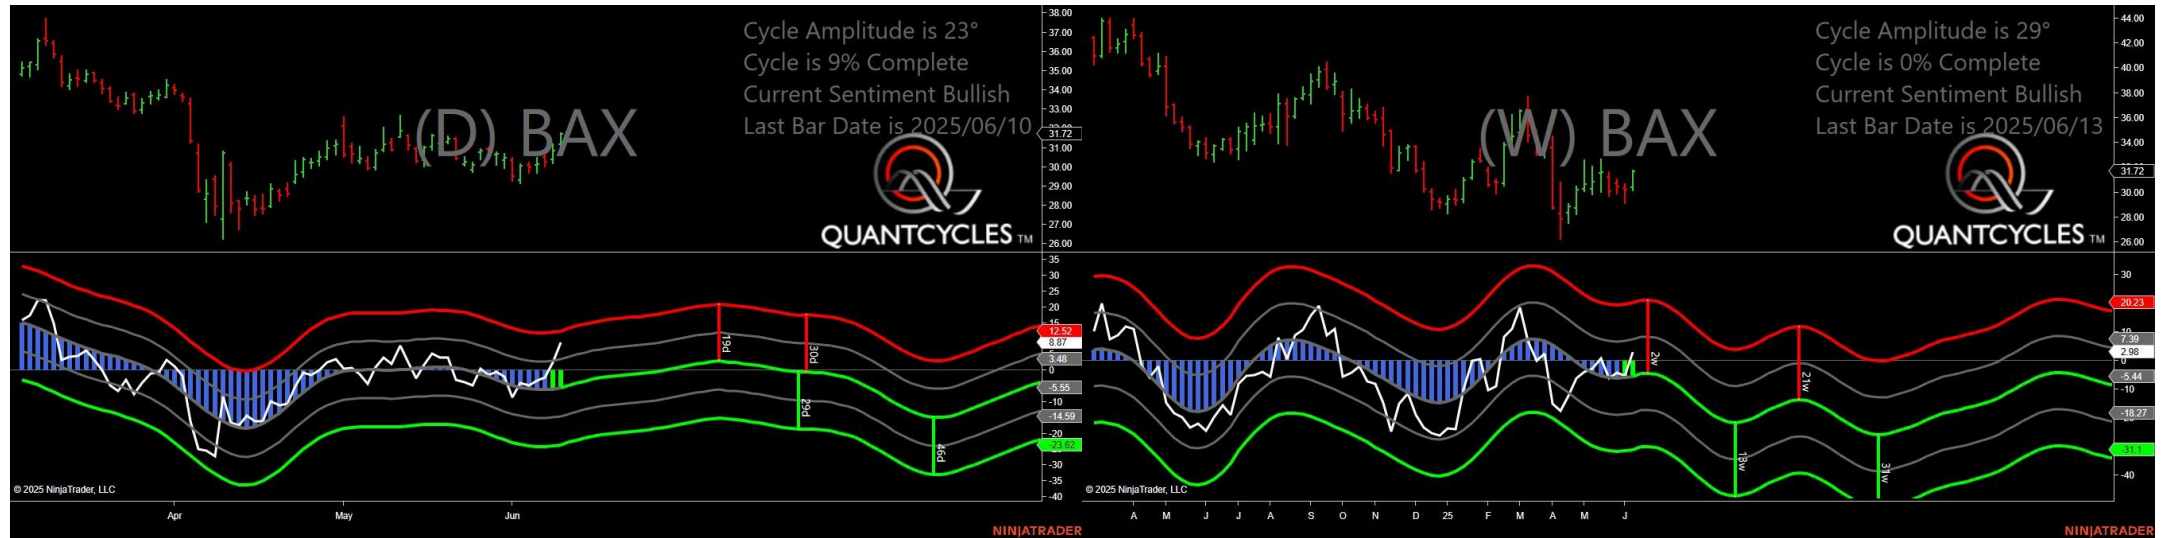 Cycle Amplitude is 23°
Cycle is 9% Complete
Current Sentiment Bullish
Last Bar Date is 2025/06/10
(D) BAX
QUANTCYCLES TM
38.00
37.00
36.00
35.00
34.00
33.00
31.72
31.00
30.00
29.00
28.00
27.00
26.00
35
30
25
20
15
12.52
8.87
3.48
0
-5.55
-10
-14.59
-20
-23.62
-30
-35
-40
19d
30d
29d
46d
© 2025 NinjaTrader, LLC
Apr May Jun
NINJATRADER
Cycle Amplitude is 29°
Cycle is 0% Complete
Current Sentiment Bullish
Last Bar Date is 2025/06/13
(W) BAX
QUANTCYCLES TM
44.00
42.00
40.00
38.00
36.00
34.00
31.72
30.00
28.00
26.00
30
20.23
10
7.39
2.98
0
-5.44
-10
-18.27
-31.1
-40
2w
21w
13w
31w
© 2025 NinjaTrader, LLC
A M J J A S O N D 25 F M A M J
NINJATRADER